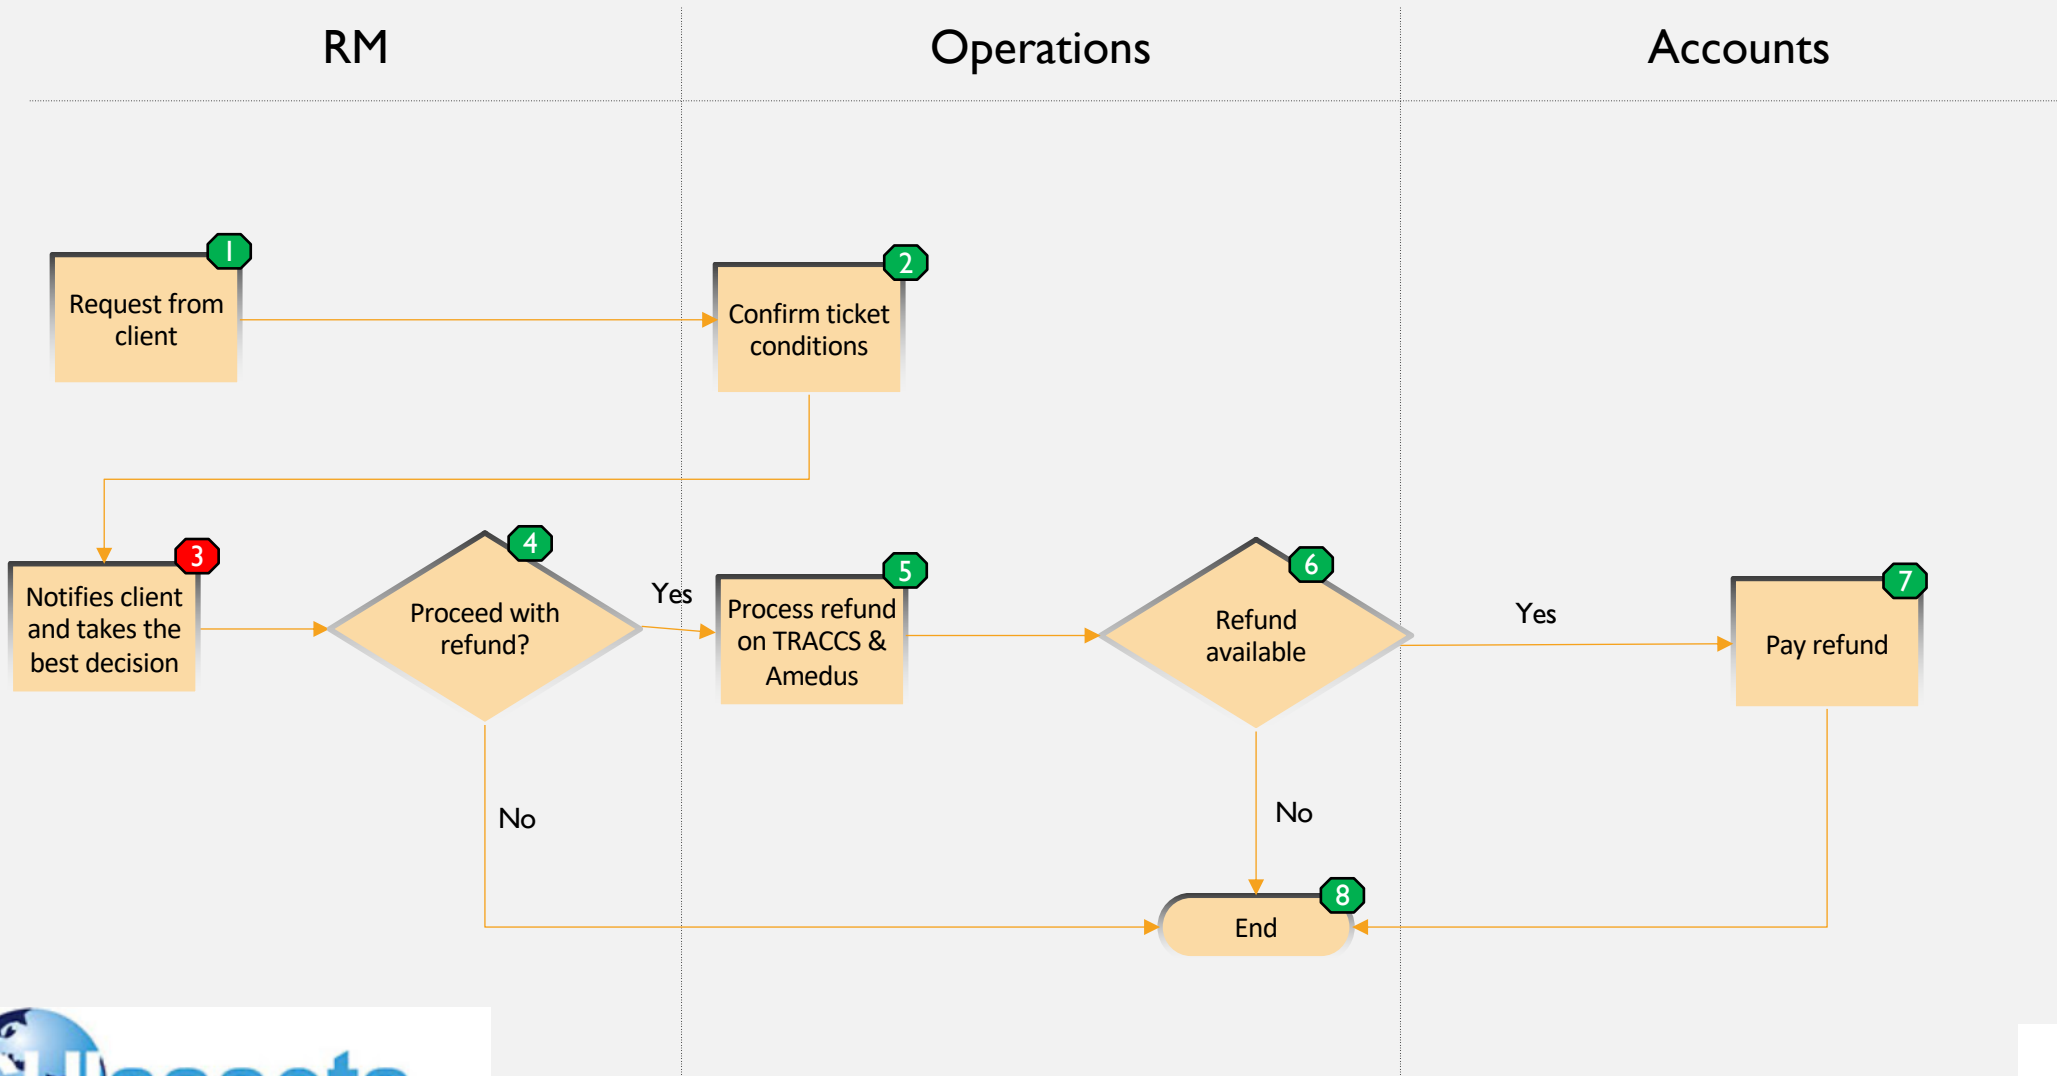 RM
Operations
Accounts
1
Request from
client
2
Confirm ticket
conditions
3
Notifies client
and takes the
best decision
4
Proceed with
refund?
Yes
No
5
Process refund
on TRACCS &
Amedus
6
Refund
available
Yes
No
7
Pay refund
8
End